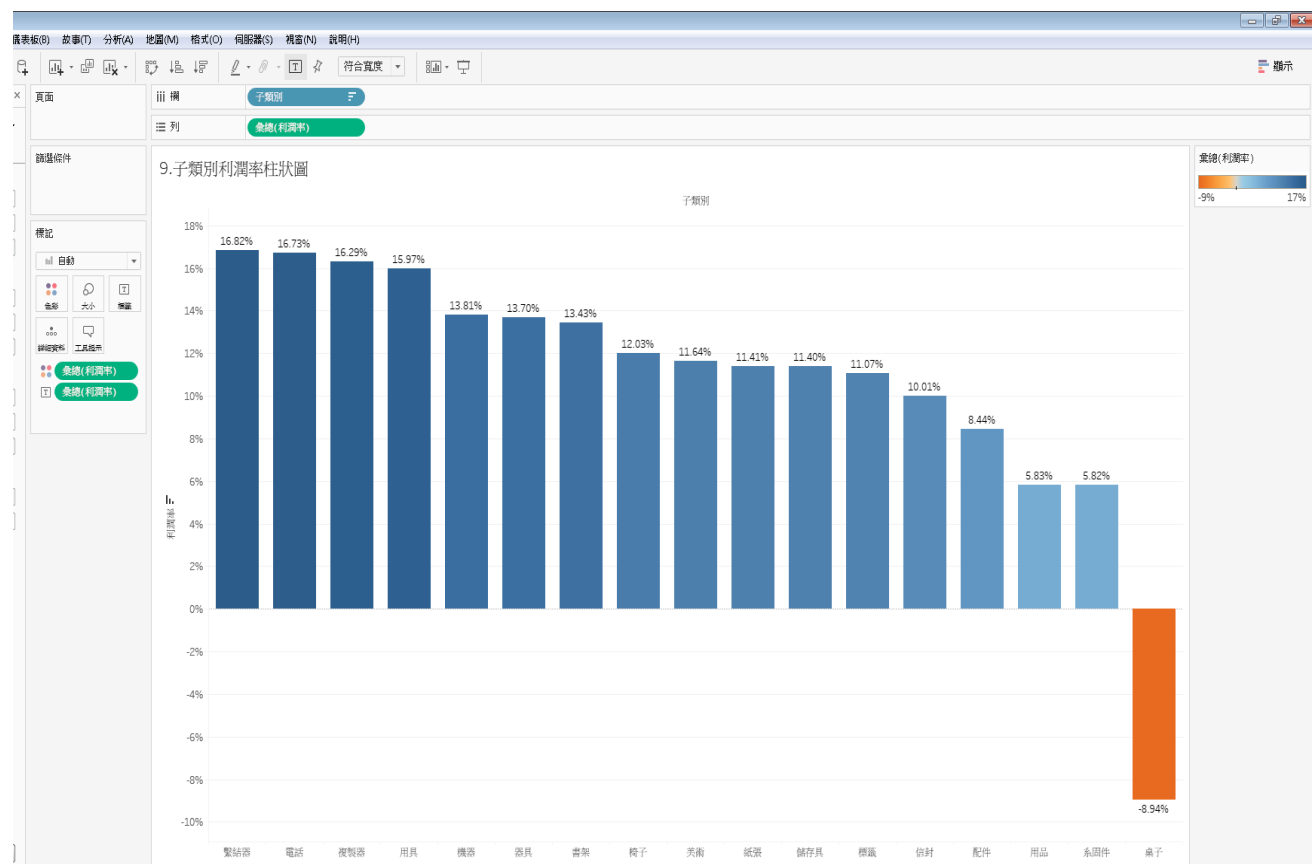 儀表板(B) 故事(T) 分析(A) 地圖(M) 格式(O) 伺服器(S) 視窗(N) 說明(H)
符合寬度
顯示
頁面
欄
子類別
列
彙總(利潤率)
篩選條件
標記
自動
色彩
大小
標籤
詳細資料
工具提示
彙總(利潤率)
彙總(利潤率)
9.子類別利潤率柱狀圖
子類別
18%
16%
14%
12%
10%
8%
6%
4%
2%
0%
-2%
-4%
-6%
-8%
-10%
利潤率
16.82%
16.73%
16.29%
15.97%
13.81%
13.70%
13.43%
12.03%
11.64%
11.41%
11.40%
11.07%
10.01%
8.44%
5.83%
5.82%
-8.94%
繫結器
電話
複製器
用具
機器
器具
書架
椅子
美術
紙張
儲存具
標籤
信封
配件
用品
系固件
桌子
彙總(利潤率)
-9%
17%